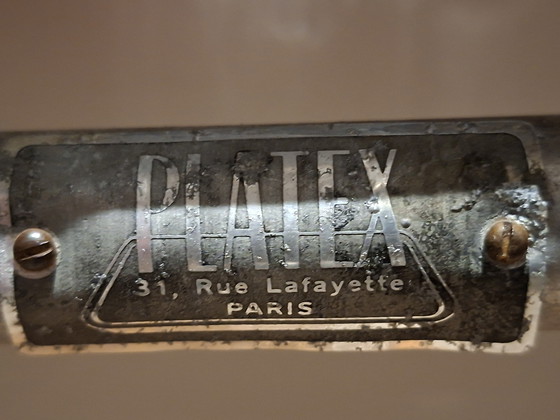 PLATEX
31, Rue Lafayette
PARIS